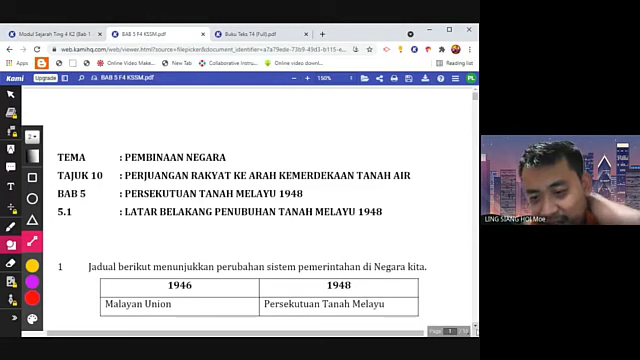 Modul Sejarah Ting 4 K2 (Bab 1
BAB 5 F4 KSSM.pdf
Buku Teks T4 (Full).pdf
Apps
Bloggers
Online Video Make...
New Tab
Collaborative Instru...
Online video downl...
Reading list
Kami
Upgrade
BAB 5 F4 KSSM.pdf
150%
PL
TEMA : PEMBINAAN NEGARA
TAJUK 10 : PERJUANGAN RAKYAT KE ARAH KEMERDEKAAN TANAH AIR
BAB 5 : PERSEKUTUAN TANAH MELAYU 1948
5.1 : LATAR BELAKANG PENUBUHAN TANAH MELAYU 1948
1 Jadual berikut menunjukkan perubahan sistem pemerintahan di Negara kita.
1946 1948
Malayan Union Persekutuan Tanah Melayu
Page 1
LING SIANG HOI Moe